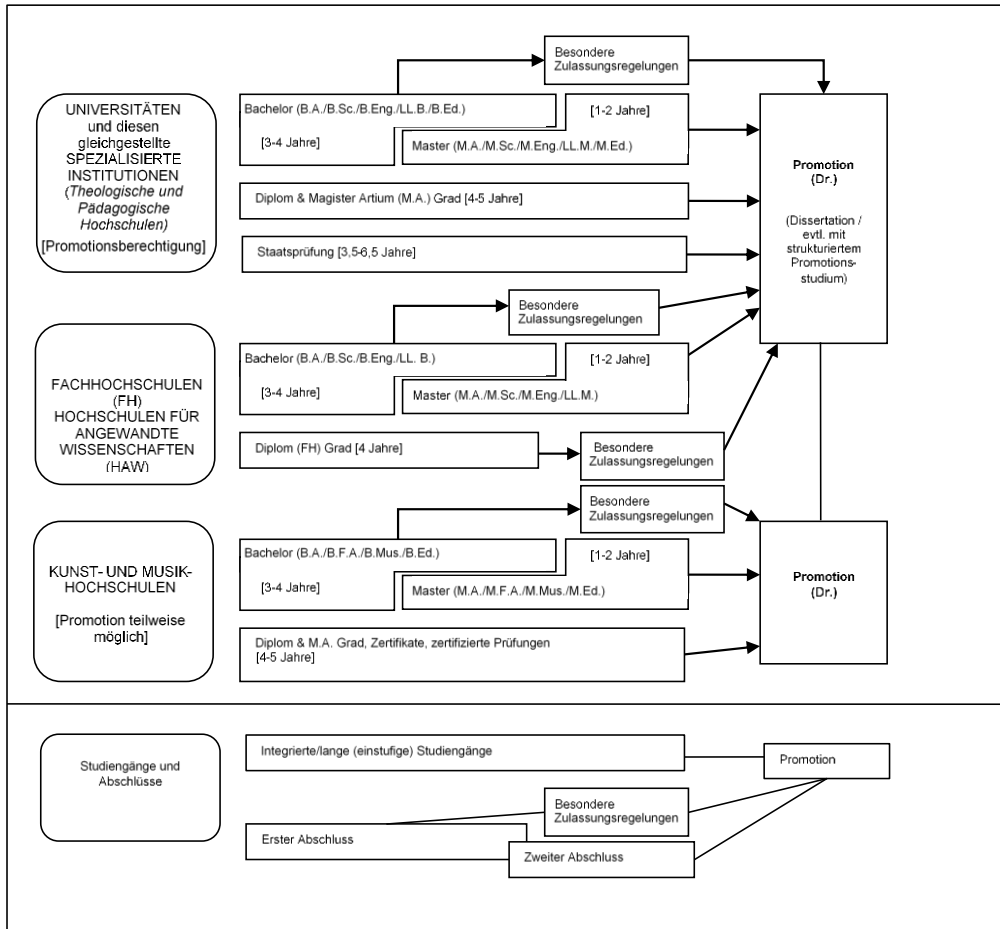 Besondere
Zulassungsregelungen
UNIVERSITÄTEN
und diesen
gleichgestellte
SPEZIALISIERTE
INSTITUTIONEN
(Theologische und
Pädagogische
Hochschulen)
[Promotionsberechtigung]
Bachelor (B.A./B.Sc./B.Eng./LL.B./B.Ed.)
[3-4 Jahre]
[1-2 Jahre]
Master (M.A./M.Sc./M.Eng./LL.M./M.Ed.)
Diplom & Magister Artium (M.A.) Grad [4-5 Jahre]
Staatsprüfung [3,5-6,5 Jahre]
Promotion
(Dr.)
(Dissertation /
evtl. mit
strukturiertem
Promotions-
studium)
Besondere
Zulassungsregelungen
FACHHOCHSCHULEN
(FH)
HOCHSCHULEN FÜR
ANGEWANDTE
WISSENSCHAFTEN
(HAW)
Bachelor (B.A./B.Sc./B.Eng./LL. B.)
[3-4 Jahre]
[1-2 Jahre]
Master (M.A./M.Sc./M.Eng./LL.M.)
Diplom (FH) Grad [4 Jahre]
Besondere
Zulassungsregelungen
Besondere
Zulassungsregelungen
KUNST- UND MUSIK-
HOCHSCHULEN
[Promotion teilweise
möglich]
Bachelor (B.A./B.F.A./B.Mus./B.Ed.)
[3-4 Jahre]
[1-2 Jahre]
Master (M.A./M.F.A./M.Mus./M.Ed.)
Diplom & M.A. Grad, Zertifikate, zertifizierte Prüfungen
[4-5 Jahre]
Promotion
(Dr.)
Studiengänge und
Abschlüsse
Integrierte/lange (einstufige) Studiengänge
Promotion
Besondere
Zulassungsregelungen
Erster Abschluss
Zweiter Abschluss